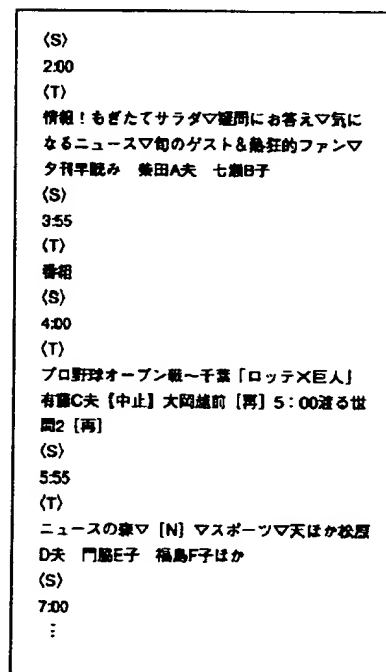 〈S〉
2:00
〈T〉
情報！もぎたてサラダ▽疑問にお答え▽気に
なるニュース▽旬のゲスト&熱狂的ファン▽
夕刊早読み　柴田A夫　七瀬B子
〈S〉
3:55
〈T〉
番組
〈S〉
4:00
〈T〉
プロ野球オープン戦～千葉「ロッテ×巨人」
有藤C夫【中止】大岡越前［再］5：00渡る世
間2［再］
〈S〉
5:55
〈T〉
ニュースの森▽［N］▽スポーツ▽天ほか松原
D夫　門脇E子　福島F子ほか
〈S〉
7:00
⋮